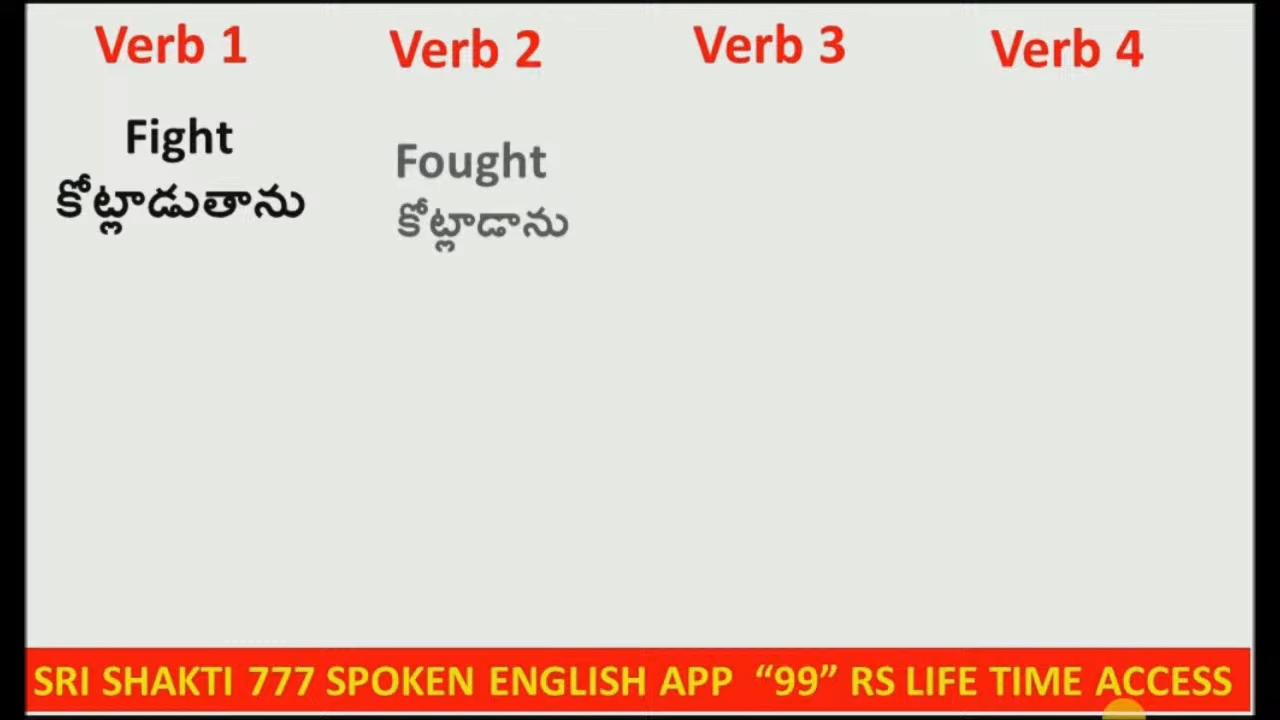 Verb 1 Verb 2 Verb 3 Verb 4
Fight Fought
కోట్లాడుతాను కోట్లాడాను
SRI SHAKTI 777 SPOKEN ENGLISH APP “99” RS LIFE TIME ACCESS